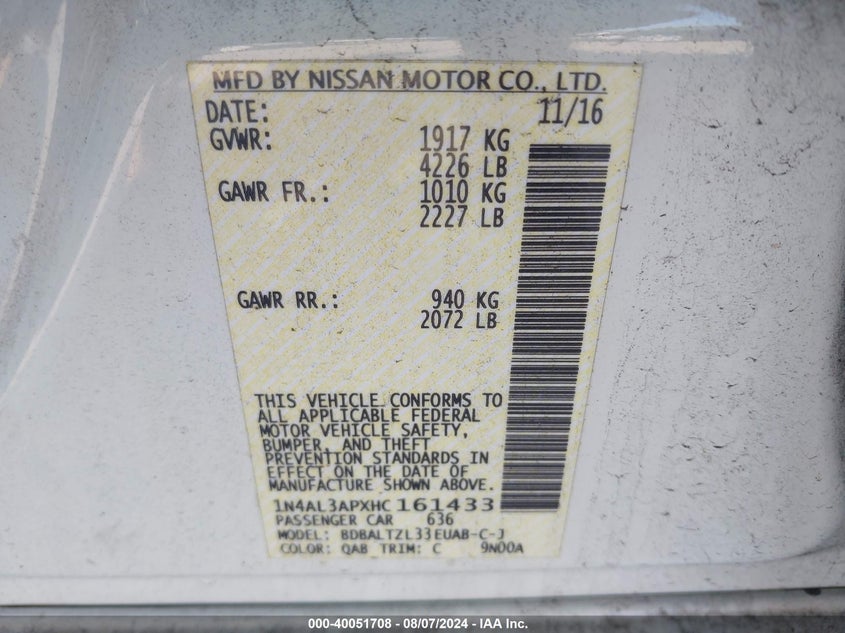 MFD BY NISSAN MOTOR CO., LTD.
DATE: 11/16
GVWR: 1917 KG
4226 LB
GAWR FR.: 1010 KG
2227 LB
GAWR RR.: 940 KG
2072 LB
THIS VEHICLE CONFORMS TO
ALL APPLICABLE FEDERAL
MOTOR VEHICLE SAFETY,
BUMPER, AND THEFT
PREVENTION STANDARDS IN
EFFECT ON THE DATE OF
MANUFACTURE SHOWN ABOVE.
1N4AL3APXHC161433
PASSENGER CAR 636
MODEL: BDBALTZL33EUAB-C-J
COLOR: QAB TRIM: C 9N00A
000-40051708 - 08/07/2024 - IAA Inc.